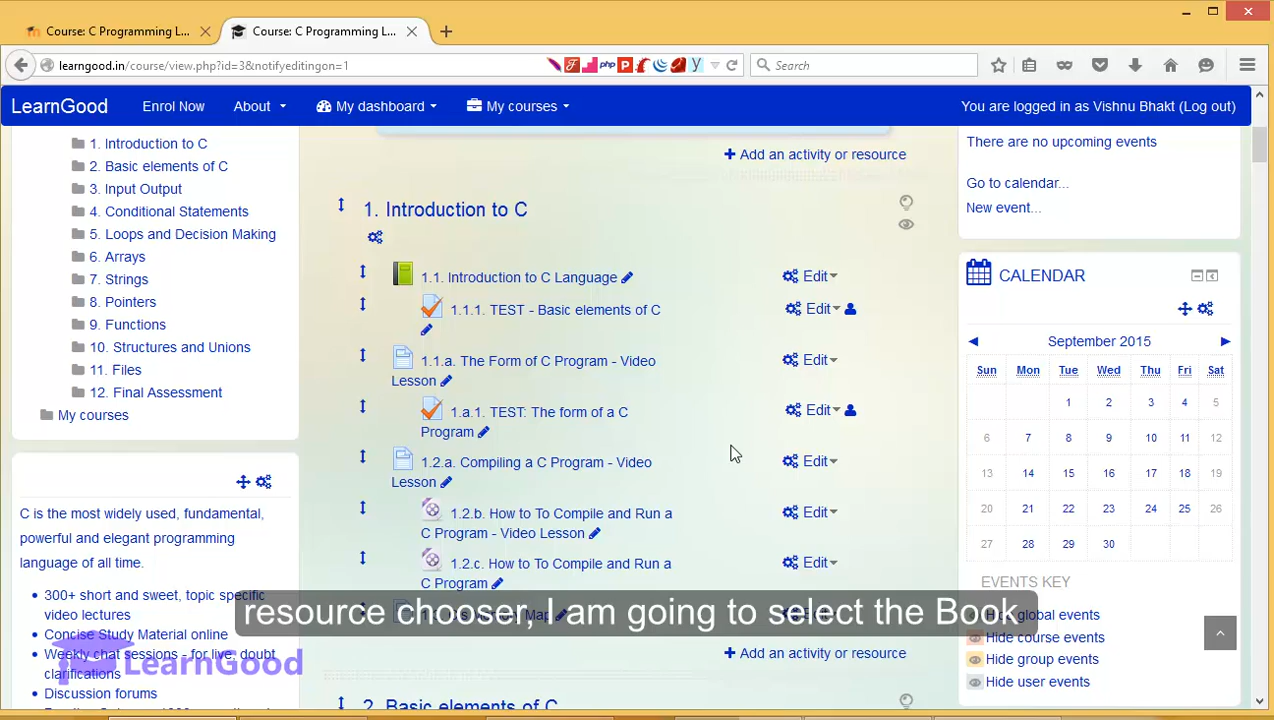 Course: C Programming L...
Course: C Programming L...
learngood.in/course/view.php?id=3&notifyeditingon=1
php
Search
LearnGood
Enrol Now
About
My dashboard
My courses
You are logged in as Vishnu Bhakt (Log out)
1. Introduction to C
2. Basic elements of C
3. Input Output
4. Conditional Statements
5. Loops and Decision Making
6. Arrays
7. Strings
8. Pointers
9. Functions
10. Structures and Unions
11. Files
12. Final Assessment
My courses
C is the most widely used, fundamental,
powerful and elegant programming
language of all time.
300+ short and sweet, topic specific
video lectures
Concise Study Material online
Weekly chat sessions - for live, doubt
clarifications
Discussion forums
LearnGood
Add an activity or resource
1. Introduction to C
1.1. Introduction to C Language
Edit
1.1.1. TEST - Basic elements of C
Edit
1.1.a. The Form of C Program - Video
Lesson
Edit
1.a.1. TEST: The form of a C
Program
Edit
1.2.a. Compiling a C Program - Video
Lesson
Edit
1.2.b. How to To Compile and Run a
C Program - Video Lesson
Edit
1.2.c. How to To Compile and Run a
C Program
Edit
resource chooser, I am going to select the Book
Add an activity or resource
2. Basic elements of C
There are no upcoming events
Go to calendar...
New event...
CALENDAR
September 2015
Sun Mon Tue Wed Thu Fri Sat
1 2 3 4 5
6 7 8 9 10 11 12
13 14 15 16 17 18 19
20 21 22 23 24 25 26
27 28 29 30
EVENTS KEY
Hide global events
Hide course events
Hide group events
Hide user events